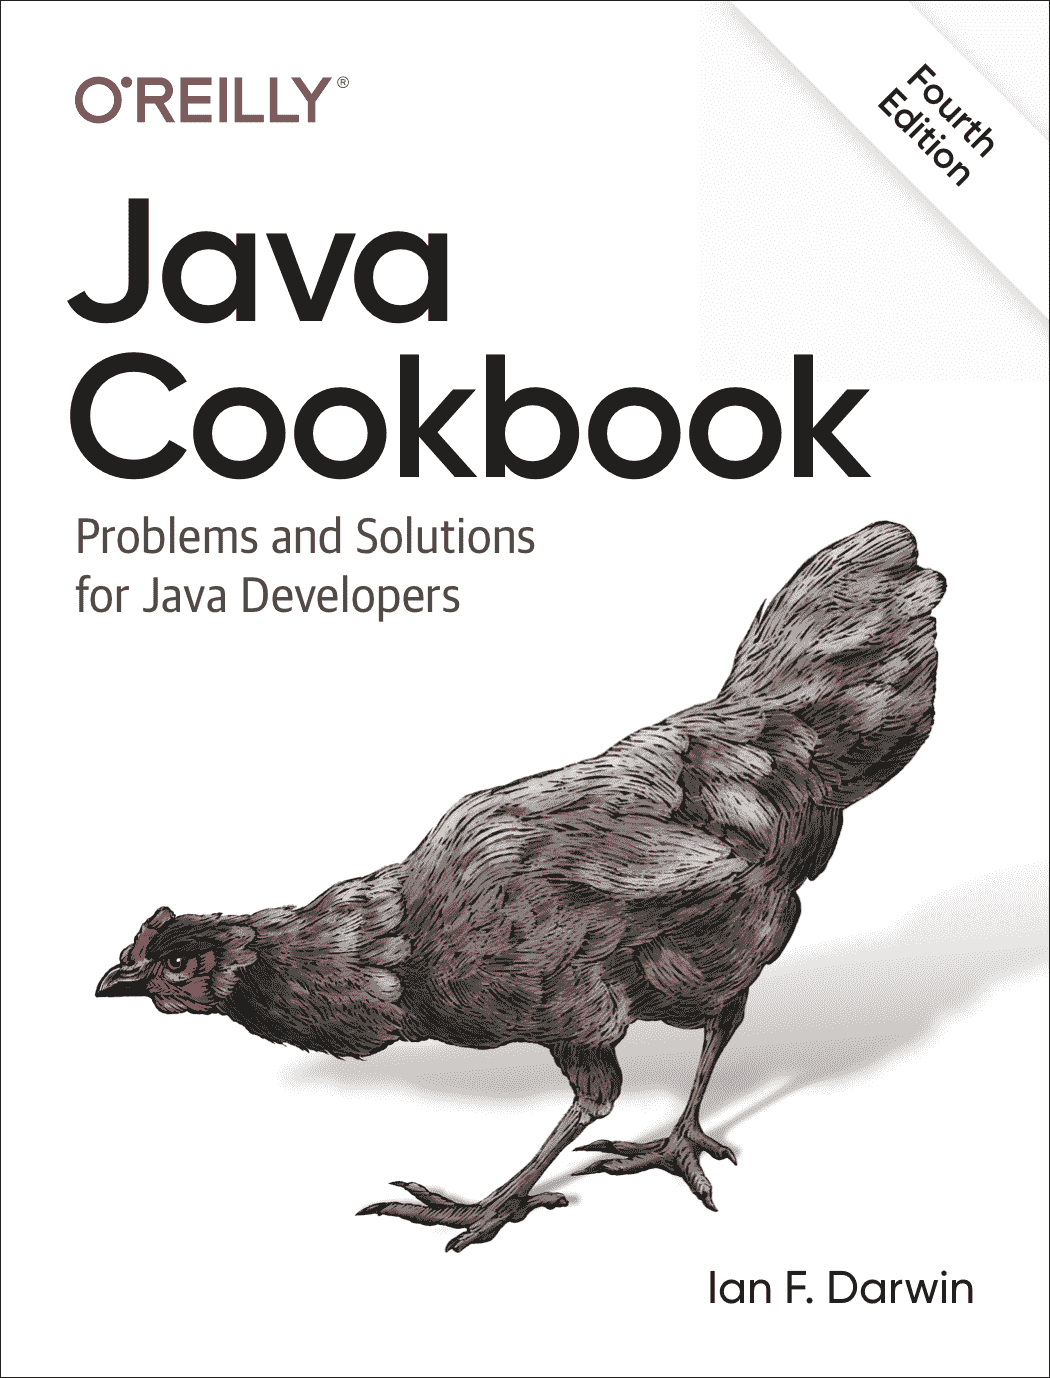 O'REILLY®
Fourth
Edition
Java
Cookbook
Problems and Solutions
for Java Developers
Ian F. Darwin